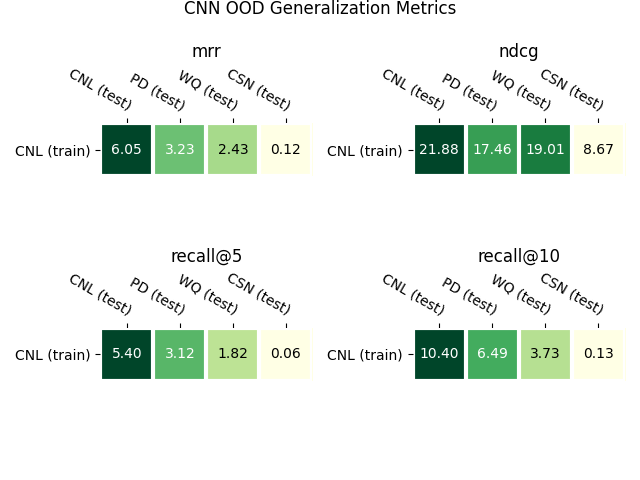 CNN OOD Generalization Metrics
mrr
CNL (test) PD (test) WQ (test) CSN (test)
CNL (train) 6.05 3.23 2.43 0.12
ndcg
CNL (test) PD (test) WQ (test) CSN (test)
CNL (train) 21.88 17.46 19.01 8.67
recall@5
CNL (test) PD (test) WQ (test) CSN (test)
CNL (train) 5.40 3.12 1.82 0.06
recall@10
CNL (test) PD (test) WQ (test) CSN (test)
CNL (train) 10.40 6.49 3.73 0.13